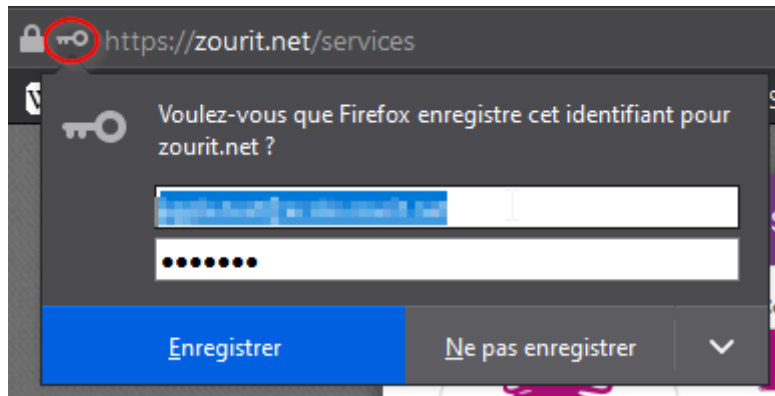 https://zourit.net/services
Voulez-vous que Firefox enregistre cet identifiant pour
zourit.net ?
•••••••
Enregistrer
Ne pas enregistrer